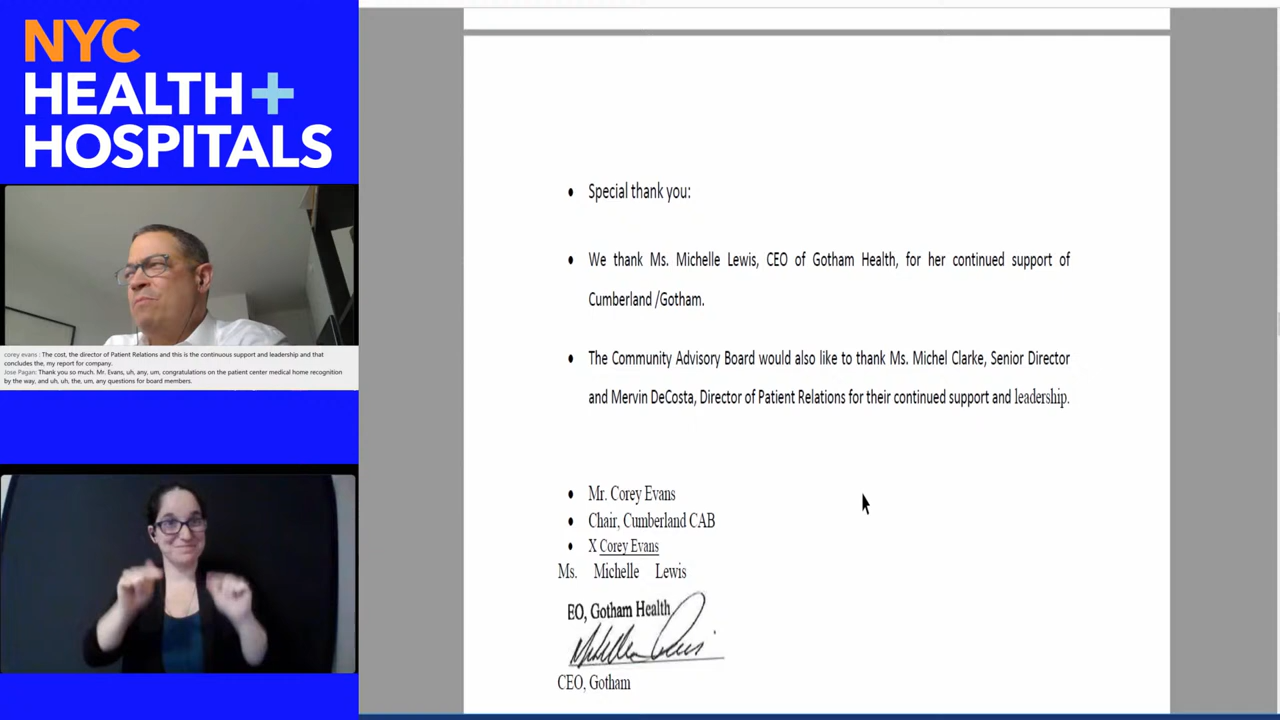 NYC
HEALTH+
HOSPITALS
corey evans : The cost, the director of Patient Relations and this is the continuous support and leadership and that
concludes the, my report for company.
Jose Pagan: Thank you so much. Mr. Evans, uh, any, um, congratulations on the patient center medical home recognition
by the way, and uh, uh, the, um, any questions for board members.
• Special thank you:
• We thank Ms. Michelle Lewis, CEO of Gotham Health, for her continued support of
Cumberland /Gotham.
• The Community Advisory Board would also like to thank Ms. Michel Clarke, Senior Director
and Mervin DeCosta, Director of Patient Relations for their continued support and leadership.
• Mr. Corey Evans
• Chair, Cumberland CAB
• X Corey Evans
Ms. Michelle Lewis
EO, Gotham Health
CEO, Gotham